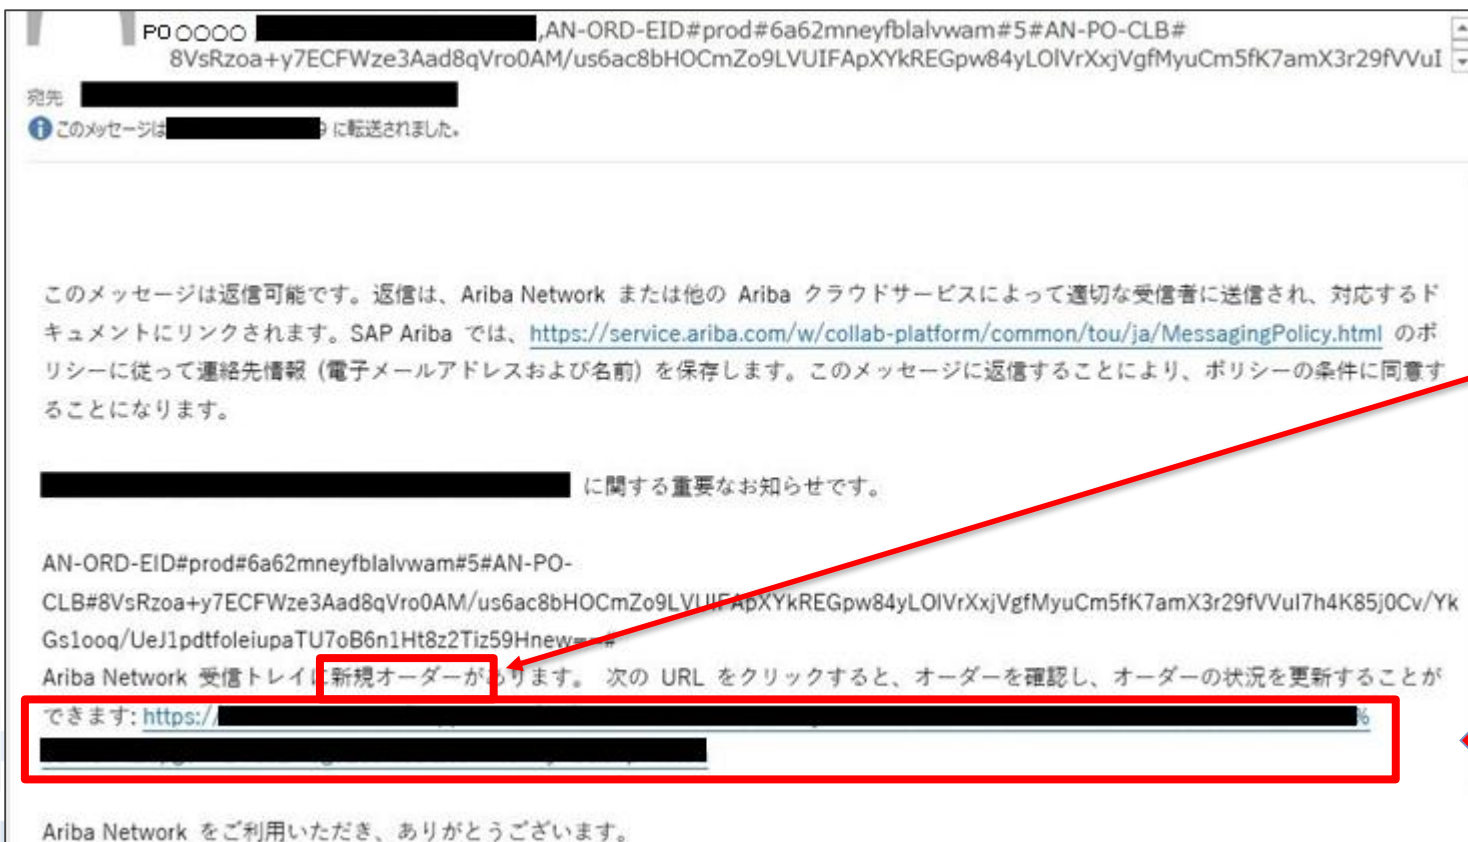 PO○○○○ ,AN-ORD-EID#prod#6a62mneyfblalvwam#5#AN-PO-CLB#
8VsRzoa+y7ECFWze3Aad8qVro0AM/us6ac8bHOCmZo9LVUIFApXYkREGpw84yLOlVrXxjVgfMyuCm5fK7amX3r29fVVuI
宛先
このメッセージは に転送されました。
このメッセージは返信可能です。返信は、Ariba Network または他の Ariba クラウドサービスによって適切な受信者に送信され、対応するド
キュメントにリンクされます。SAP Ariba では、https://service.ariba.com/w/collab-platform/common/tou/ja/MessagingPolicy.html のポ
リシーに従って連絡先情報 (電子メールアドレスおよび名前) を保存します。このメッセージに返信することにより、ポリシーの条件に同意す
ることになります。
に関する重要なお知らせです。
AN-ORD-EID#prod#6a62mneyfblalvwam#5#AN-PO-
CLB#8VsRzoa+y7ECFWze3Aad8qVro0AM/us6ac8bHOCmZo9LVUIFApXYkREGpw84yLOlVrXxjVgfMyuCm5fK7amX3r29fVVuI7h4K85j0Cv/Yk
Gs1ooq/UeJ1pdtfoleiupaTU7oB6n1Ht8z2Tiz59Hnew==#
Ariba Network 受信トレイに新規オーダーがあります。 次の URL をクリックすると、オーダーを確認し、オーダーの状況を更新することが
できます: https:// %
Ariba Network をご利用いただき、ありがとうございます。